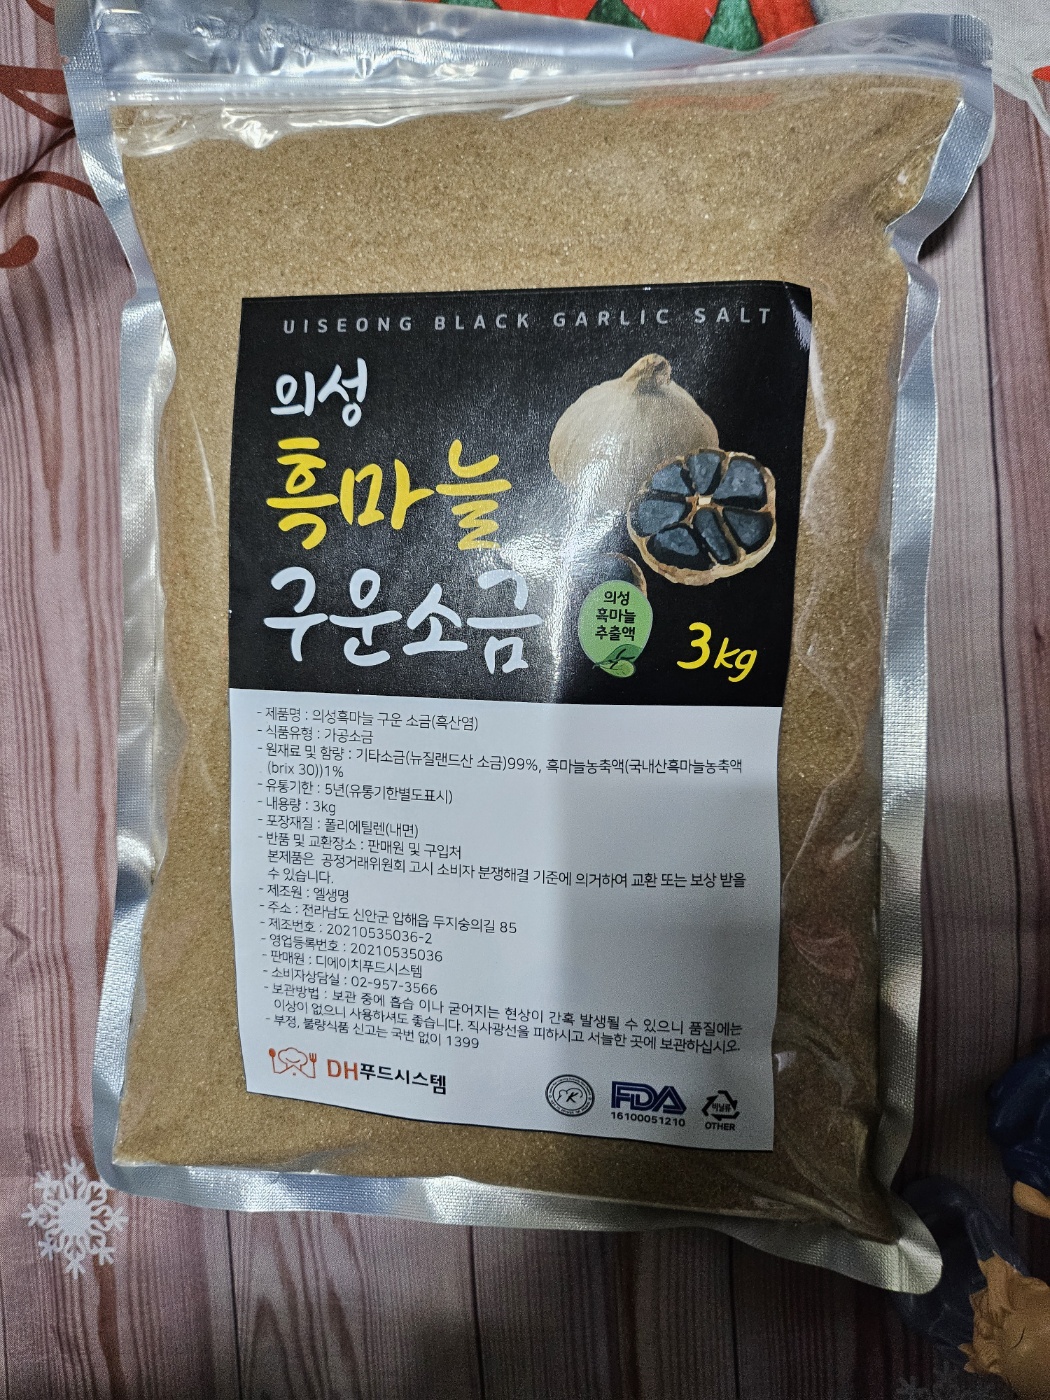 UISEONG BLACK GARLIC SALT
의성
흑마늘
구운소금
의성
흑마늘
추출액
3kg
- 제품명 : 의성흑마늘 구운 소금(흑산염)
- 식품유형 : 가공소금
- 원재료 및 함량 : 기타소금(뉴질랜드산 소금)99%, 흑마늘농축액(국내산흑마늘농축액
(brix 30))1%
- 유통기한 : 5년(유통기한별도표시)
- 내용량 : 3kg
- 포장재질 : 폴리에틸렌(내면)
- 반품 및 교환장소 : 판매원 및 구입처
본제품은 공정거래위원회 고시 소비자 분쟁해결 기준에 의거하여 교환 또는 보상 받을
수 있습니다.
- 제조원 : 엘생명
- 주소 : 전라남도 신안군 압해읍 두지숭의길 85
- 제조번호 : 20210535036-2
- 영업등록번호 : 20210535036
- 판매원 : 디에이치푸드시스템
- 소비자상담실 : 02-957-3566
- 보관방법 : 보관 중에 흡습 이나 굳어지는 현상이 간혹 발생될 수 있으니 품질에는
이상이 없으니 사용하셔도 좋습니다. 직사광선을 피하시고 서늘한 곳에 보관하십시오.
- 부정, 불량식품 신고는 국번 없이 1399
DH푸드시스템
FDA
16100051210
비닐류
OTHER